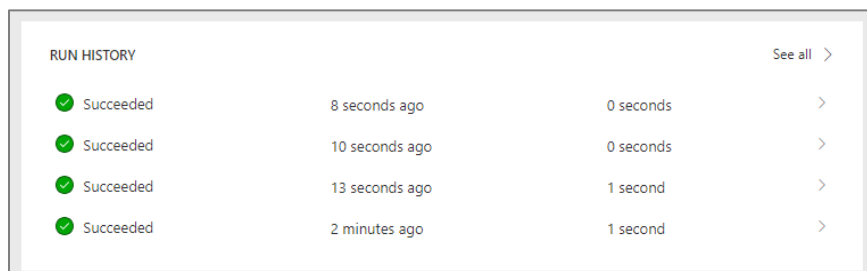 RUN HISTORY See all
Succeeded 8 seconds ago 0 seconds
Succeeded 10 seconds ago 0 seconds
Succeeded 13 seconds ago 1 second
Succeeded 2 minutes ago 1 second